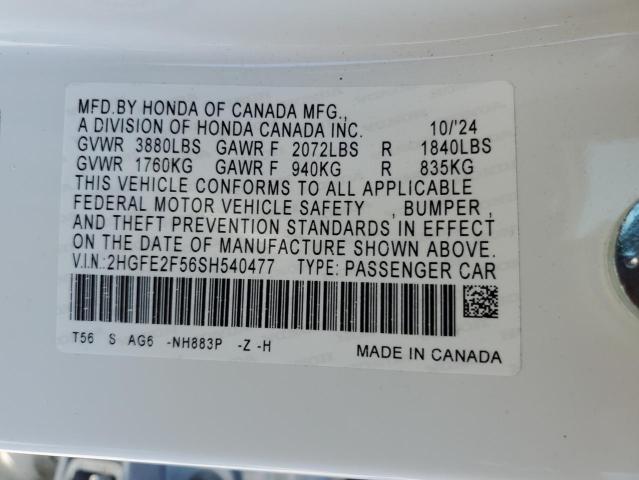 MFD.BY HONDA OF CANADA MFG.,
A DIVISION OF HONDA CANADA INC. 10/'24
GVWR 3880LBS GAWR F 2072LBS R 1840LBS
GVWR 1760KG GAWR F 940KG R 835KG
THIS VEHICLE CONFORMS TO ALL APPLICABLE
FEDERAL MOTOR VEHICLE SAFETY , BUMPER ,
AND THEFT PREVENTION STANDARDS IN EFFECT
ON THE DATE OF MANUFACTURE SHOWN ABOVE.
V.I.N.:2HGFE2F56SH540477 TYPE: PASSENGER CAR
T56 S AG6 -NH883P -Z -H
MADE IN CANADA